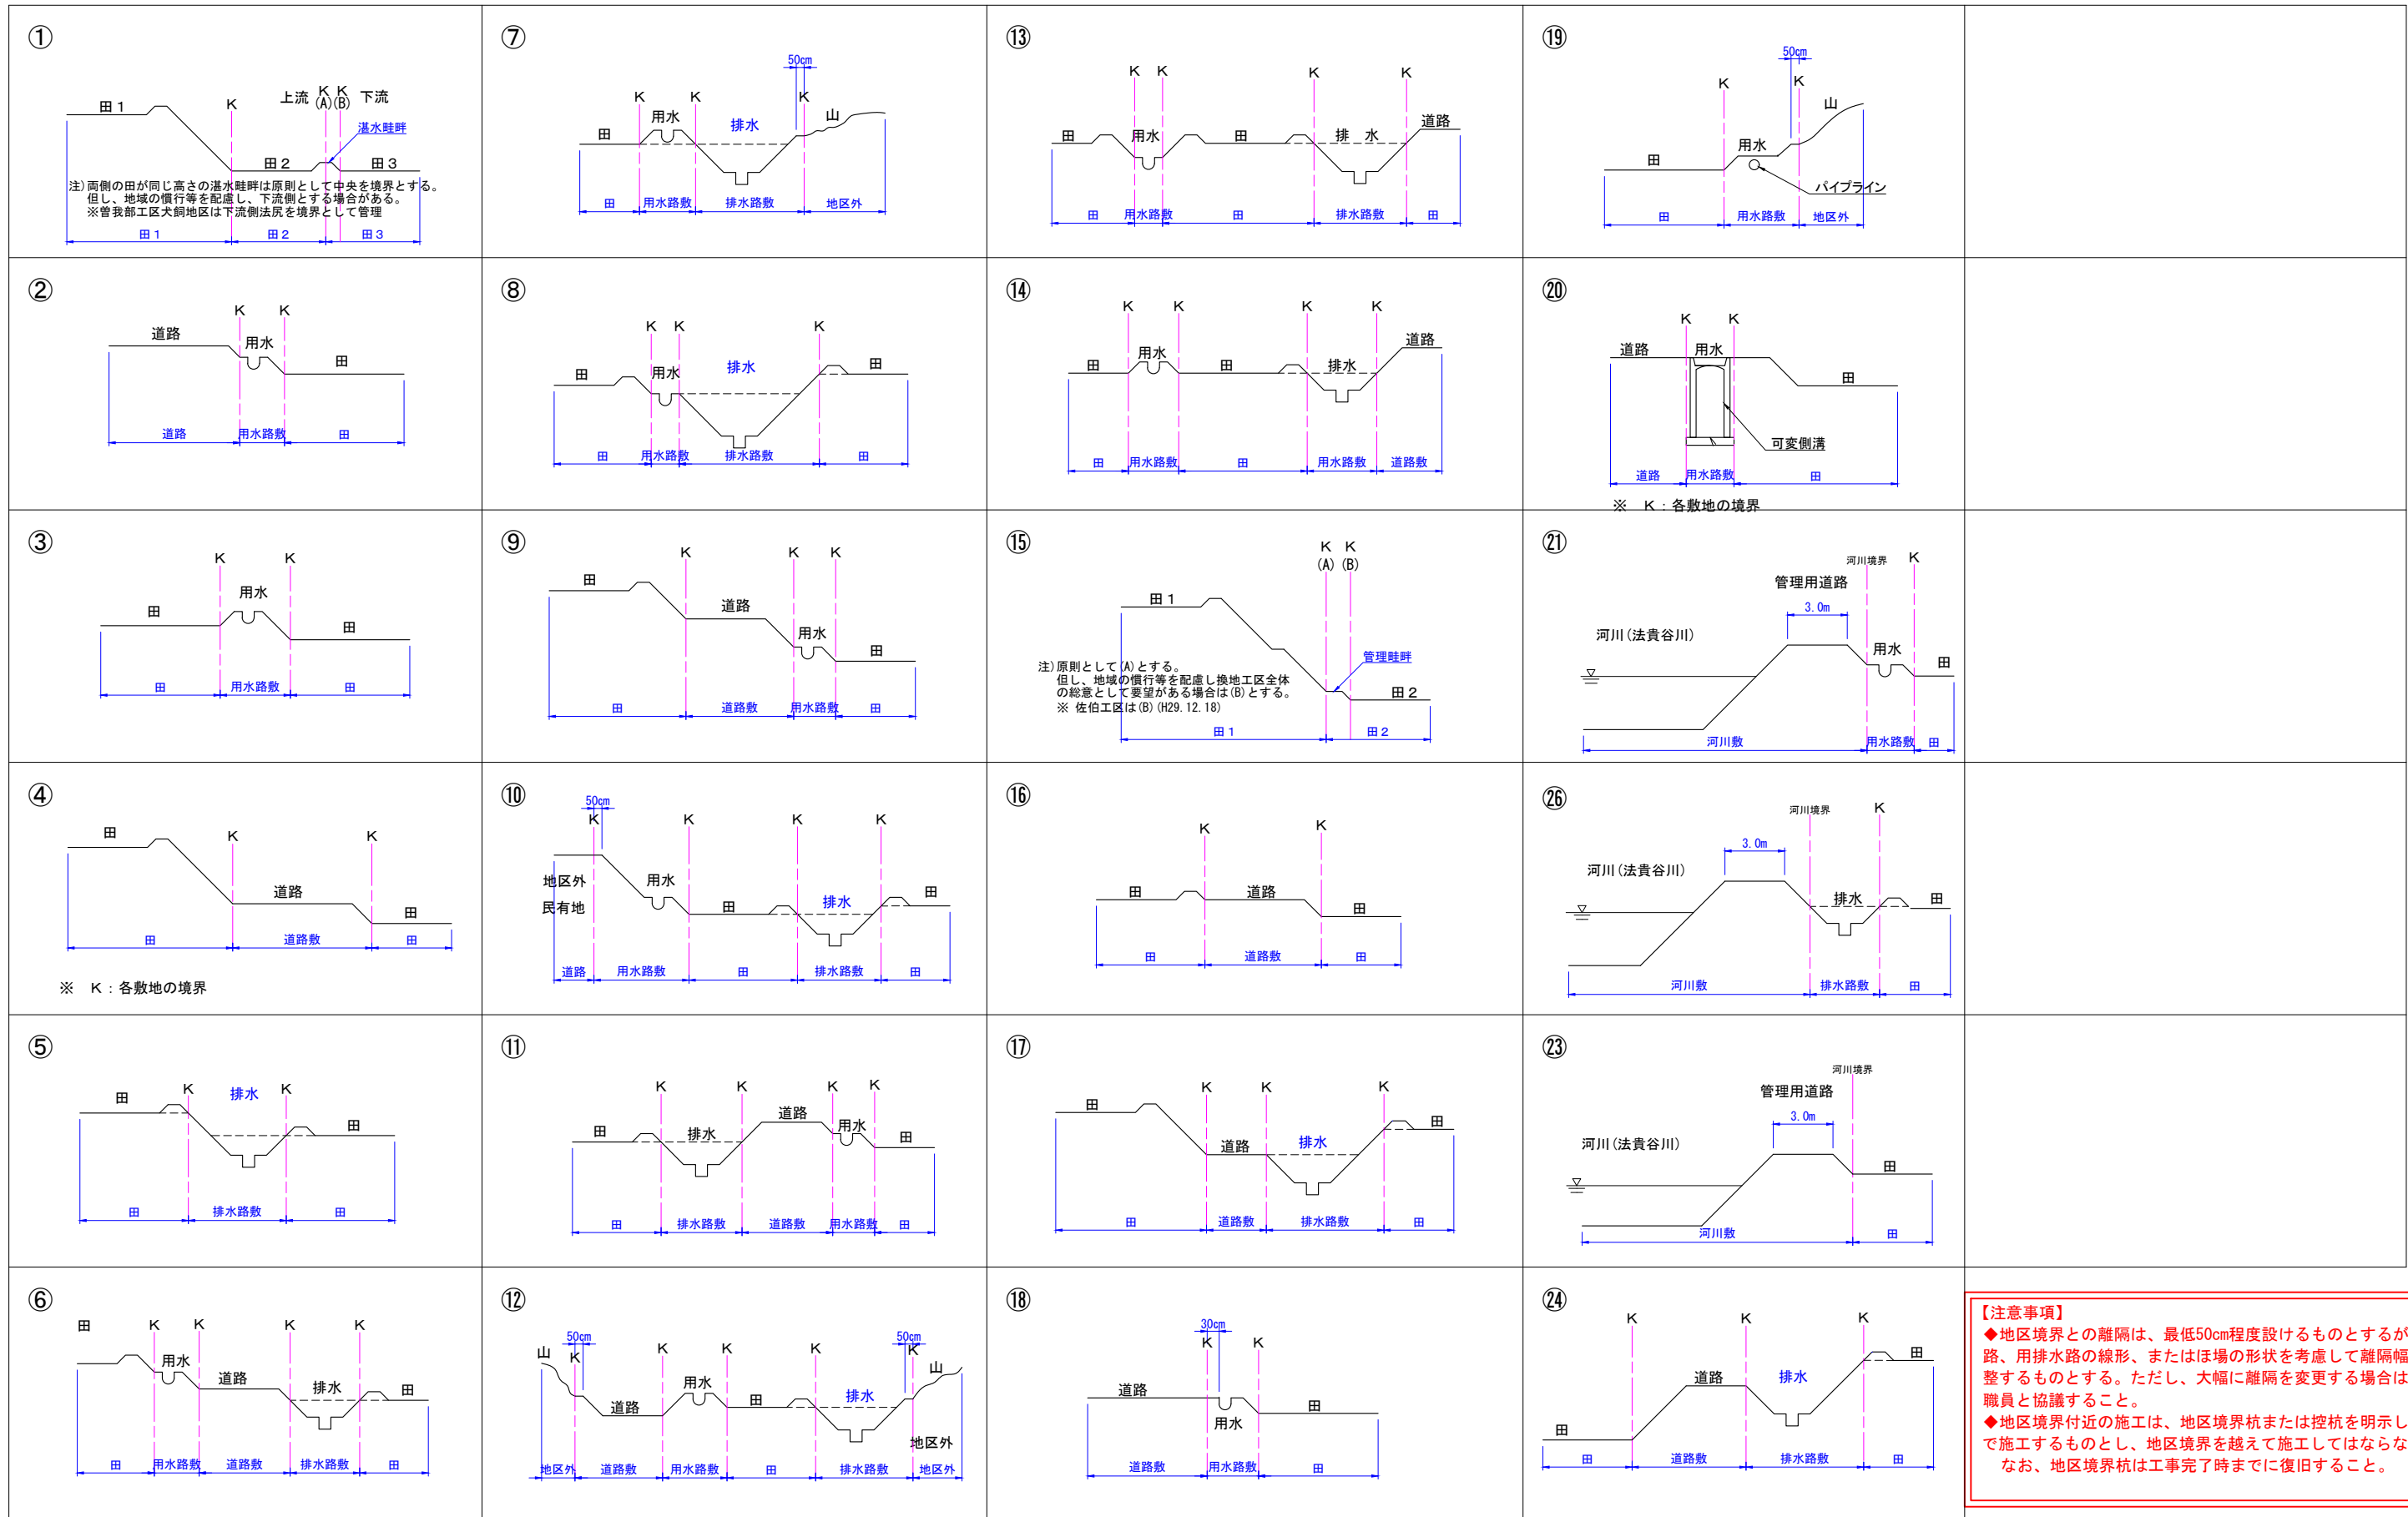 ①
田１
K
上流
K
(A)
K
(B)
下流
湛水畦畔
田２
田３
注)両側の田が同じ高さの湛水畦畔は原則として中央を境界とする。
但し、地域の慣行等を配慮し、下流側とする場合がある。
※曽我部工区犬飼地区は下流側法尻を境界として管理
田１
田２
田３
②
K
K
道路
用水
田
道路
用水路敷
田
③
K
K
用水
田
田
田
用水路敷
田
④
田
K
K
道路
田
田
道路敷
田
※　K：各敷地の境界
⑤
K
排水
K
田
田
田
排水路敷
田
⑥
田
K
K
K
K
用水
道路
排水
田
田
用水路敷
道路敷
排水路敷
田
⑦
50cm
K
K
K
用水
排水
山
田
田
用水路敷
排水路敷
地区外
⑧
K
K
K
排水
田
用水
田
田
用水路敷
排水路敷
田
⑨
K
K
K
田
道路
用水
田
田
道路敷
用水路敷
田
⑩
50cm
K
K
K
K
地区外
民有地
用水
田
排水
田
道路
用水路敷
田
排水路敷
田
⑪
K
K
K
K
田
排水
道路
用水
田
田
排水路敷
道路敷
用水路敷
田
⑫
50cm
50cm
山
K
K
K
K
K
山
道路
用水
田
排水
地区外
地区外
道路敷
用水路敷
田
排水路敷
地区外
⑬
K
K
K
K
田
用水
田
排　水
道路
田
用水路敷
田
排水路敷
田
⑭
K
K
K
K
田
用水
田
排水
道路
田
用水路敷
田
用水路敷
道路敷
⑮
K
(A)
K
(B)
田１
管理畦畔
田２
注)原則として(A)とする。
但し、地域の慣行等を配慮し換地工区全体
の総意として要望がある場合は(B)とする。
※ 佐伯工区は(B)(H29.12.18)
田１
田２
⑯
K
K
田
道路
田
田
道路敷
田
⑰
K
K
K
田
道路
排水
田
田
道路敷
排水路敷
田
⑱
30cm
K
K
道路
用水
田
道路敷
用水路敷
田
⑲
50cm
K
K
山
用水
田
パイプライン
田
用水路敷
地区外
⑳
K
K
道路
用水
田
可変側溝
道路
用水路敷
田
※　K：各敷地の境界
㉑
河川境界
K
管理用道路
3.0m
河川(法貴谷川)
用水
田
河川敷
用水路敷
田
㉖
河川境界
K
3.0m
河川(法貴谷川)
排水
田
河川敷
排水路敷
田
㉓
河川境界
管理用道路
3.0m
河川(法貴谷川)
田
河川敷
田
㉔
K
K
K
田
道路
排水
田
田
道路敷
排水路敷
田
【注意事項】
◆地区境界との離隔は、最低50cm程度設けるものとするが
路、用排水路の線形、またはほ場の形状を考慮して離隔幅
整するものとする。ただし、大幅に離隔を変更する場合は
職員と協議すること。
◆地区境界付近の施工は、地区境界杭または控杭を明示し
で施工するものとし、地区境界を越えて施工してはならな
なお、地区境界杭は工事完了時までに復旧すること。